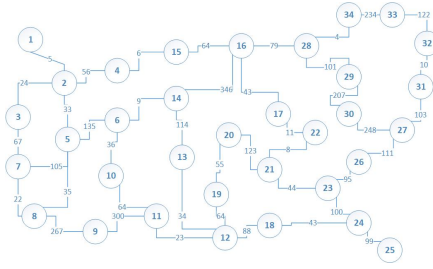 34 234 33 122
1 4 32
5 15 64 16 79 28
6 101 10
24 2 56 4 29 31
346 43 207
3 33 9 14 30 103
6 17 11 22 248 27
67 5 135 114 20 111
36 123 8 26
7 105 13 21
10 55 44 95
22 35 19 23
64 34 64 100
8 300 11 18 43 24
267 9 23 12 88 99
25